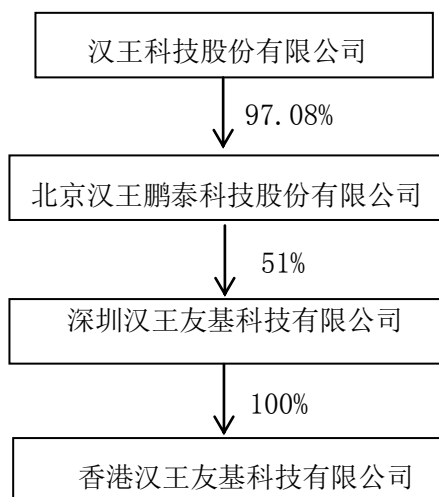 汉王科技股份有限公司
97.08%
北京汉王鹏泰科技股份有限公司
51%
深圳汉王友基科技有限公司
100%
香港汉王友基科技有限公司